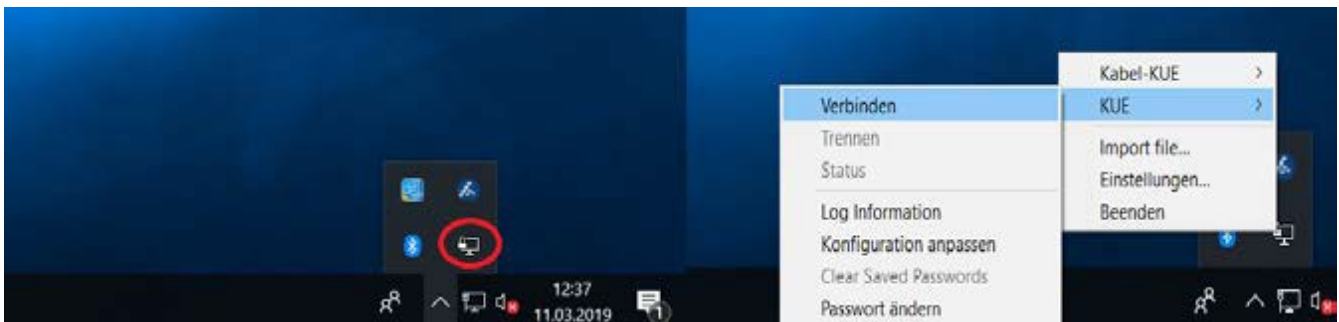 12:37
11.03.2019
1
Verbinden
Trennen
Status
Log Information
Konfiguration anpassen
Clear Saved Passwords
Passwort ändern
Kabel-KUE
KUE
Import file...
Einstellungen...
Beenden